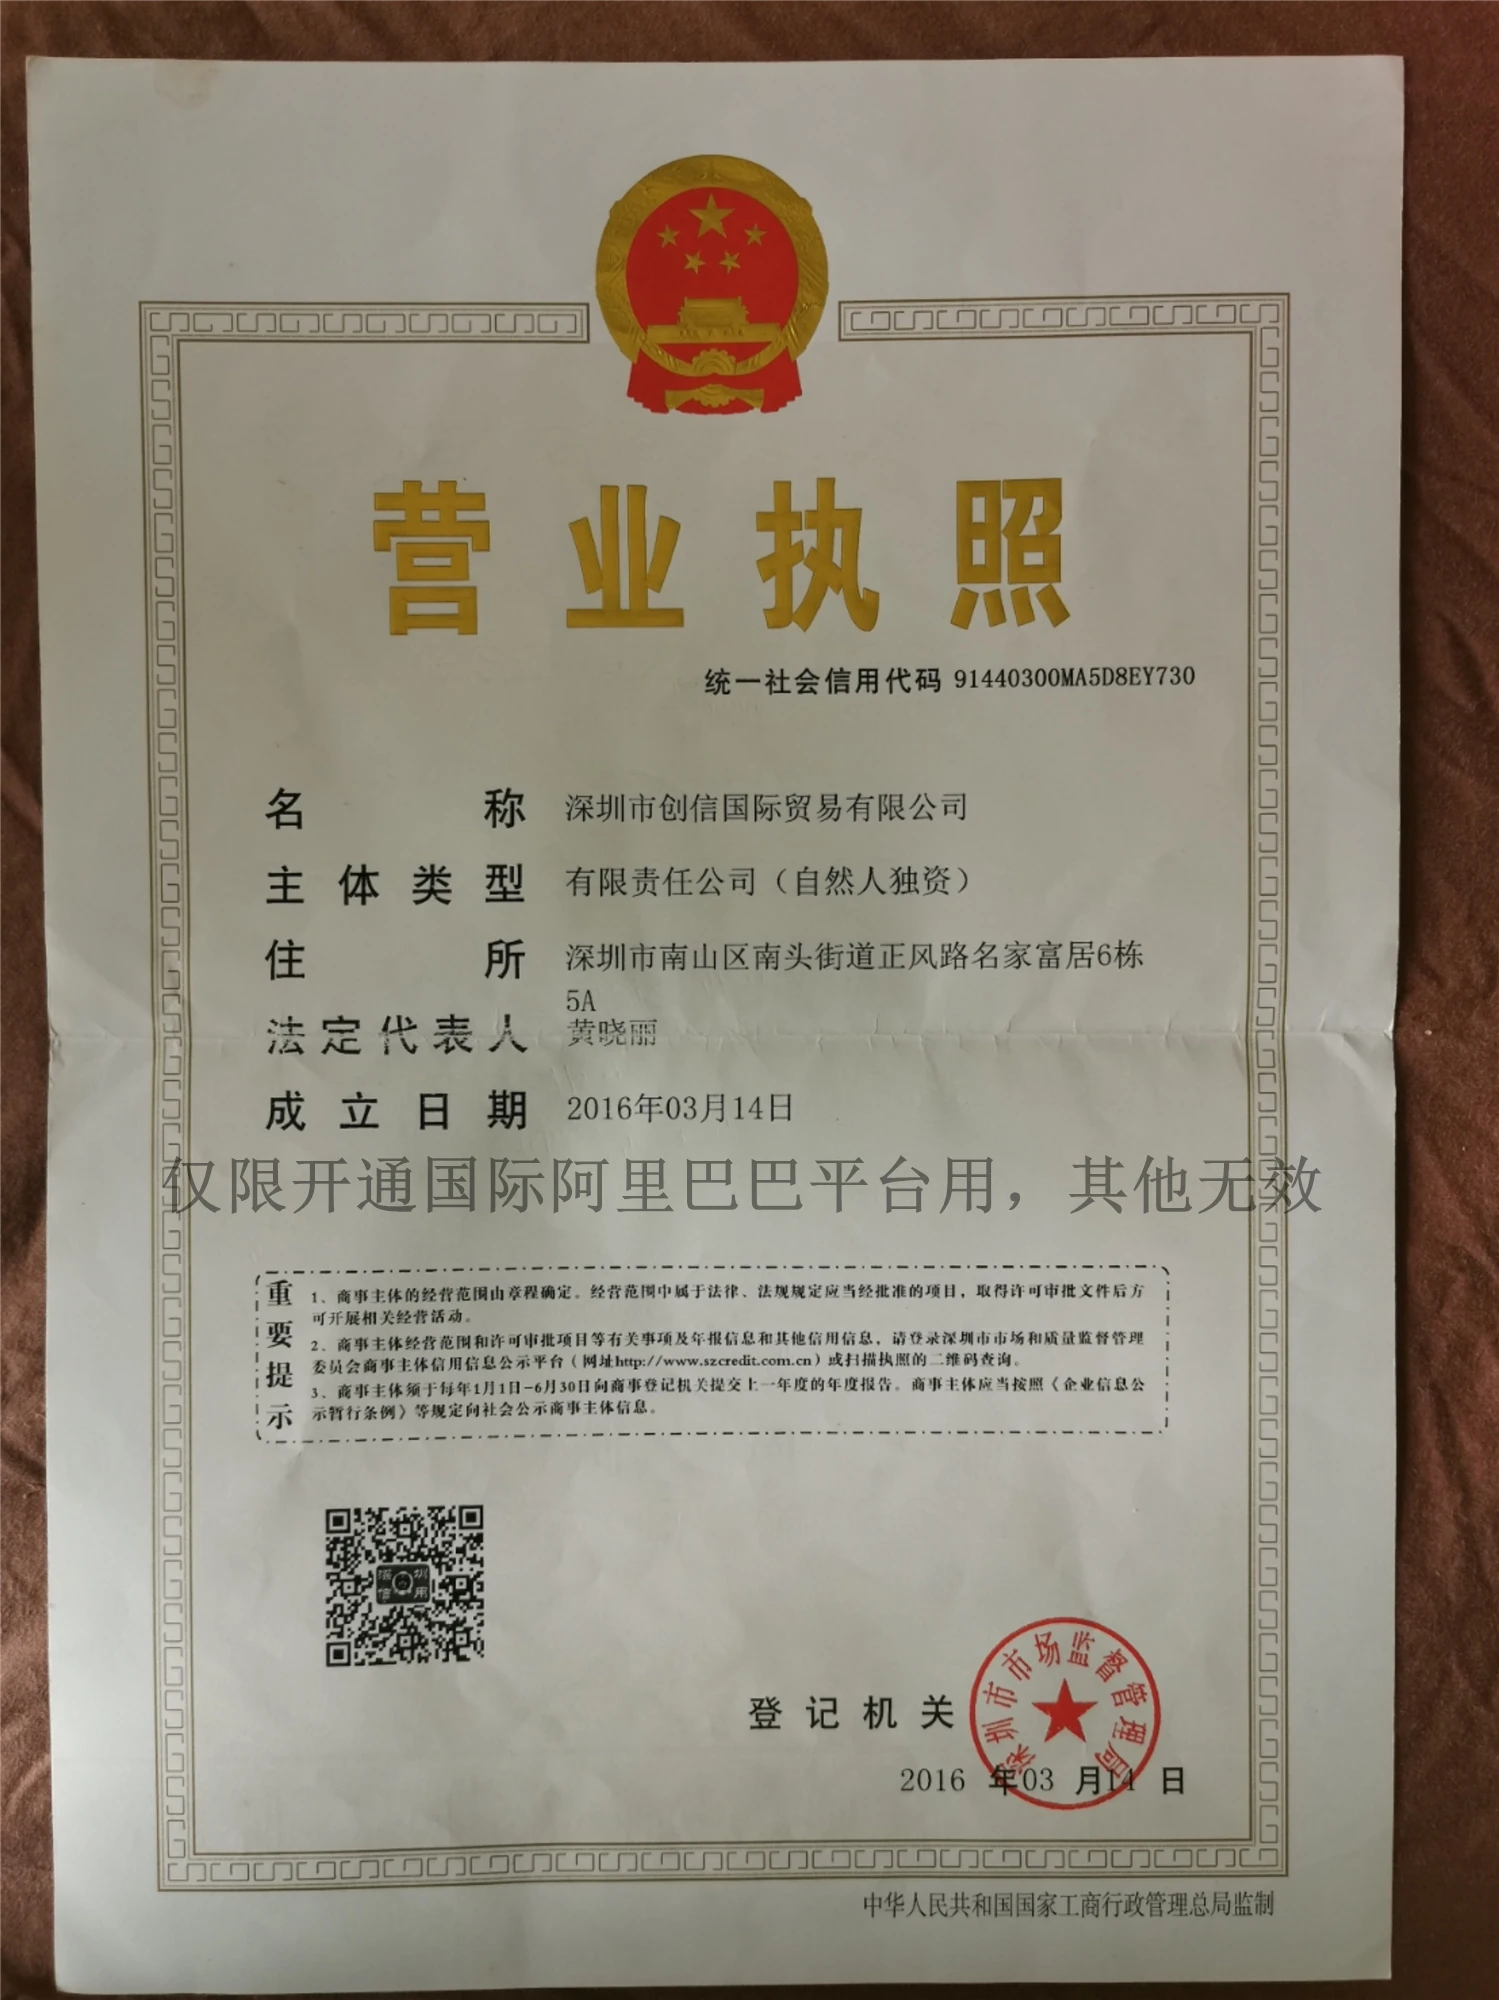 营业执照
统一社会信用代码 91440300MA5D8EY730
名称 深圳市创信国际贸易有限公司
主体类型 有限责任公司（自然人独资）
住所 深圳市南山区南头街道正风路名家富居6栋
5A
法定代表人 黄晓丽
成立日期 2016年03月14日
仅限开通国际阿里巴巴平台用，其他无效
重要提示
1、商事主体的经营范围由章程确定。经营范围中属于法律、法规规定应当经批准的项目，取得许可审批文件后方
可开展相关经营活动。
2、商事主体经营范围和许可审批项目等有关事项及年报信息和其他信用信息，请登录深圳市市场和质量监督管理
委员会商事主体信用信息公示平台（网址http://www.szcredit.com.cn）或扫描执照的二维码查询。
3、商事主体须于每年1月1日-6月30日向商事登记机关提交上一年度的年度报告。商事主体应当按照《企业信息公
示暂行条例》等规定向社会公示商事主体信息。
深圳
信用
登记机关
深圳市市场监督管理局
2016 年03 月14 日
中华人民共和国国家工商行政管理总局监制